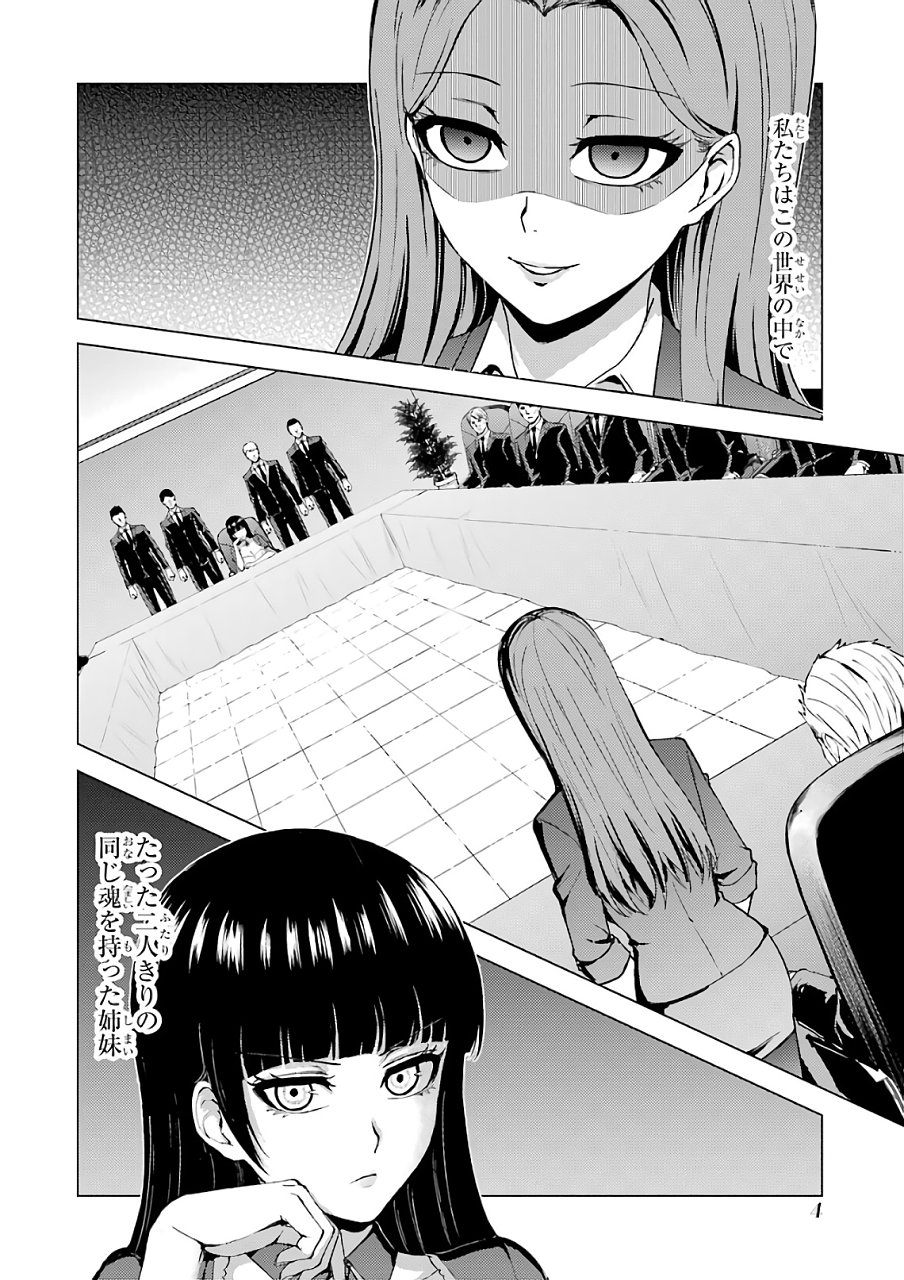 私たちはこの世界の中で
たった二人きりの
同じ魂を持った姉妹
4